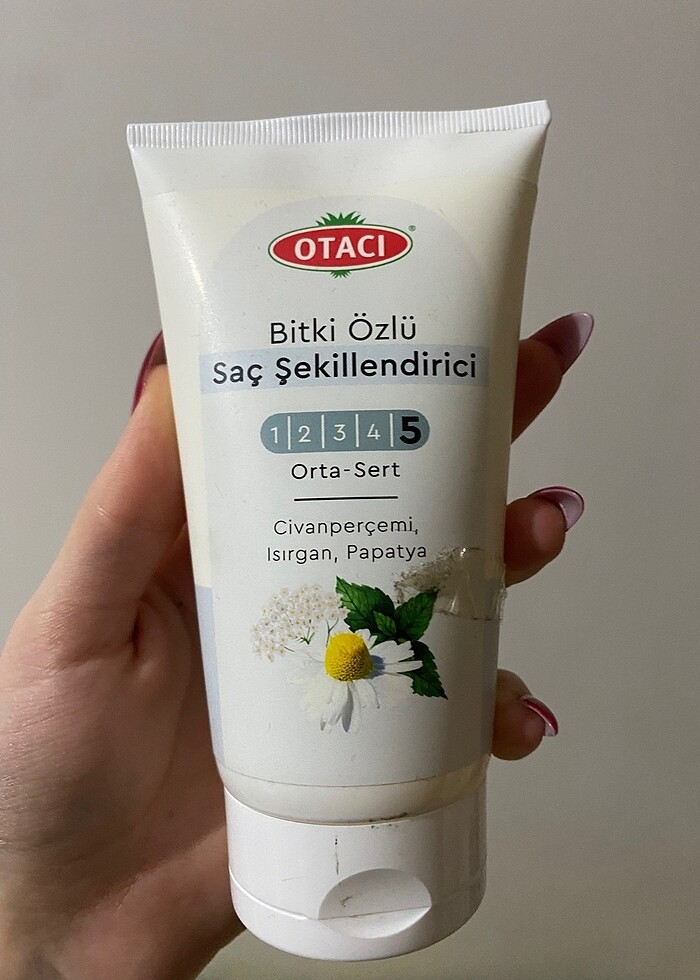 OTACI®
Bitki Özlü
Saç Şekillendirici
1|2|3|4|5
Orta-Sert
Civanperçemi,
Isırgan, Papatya